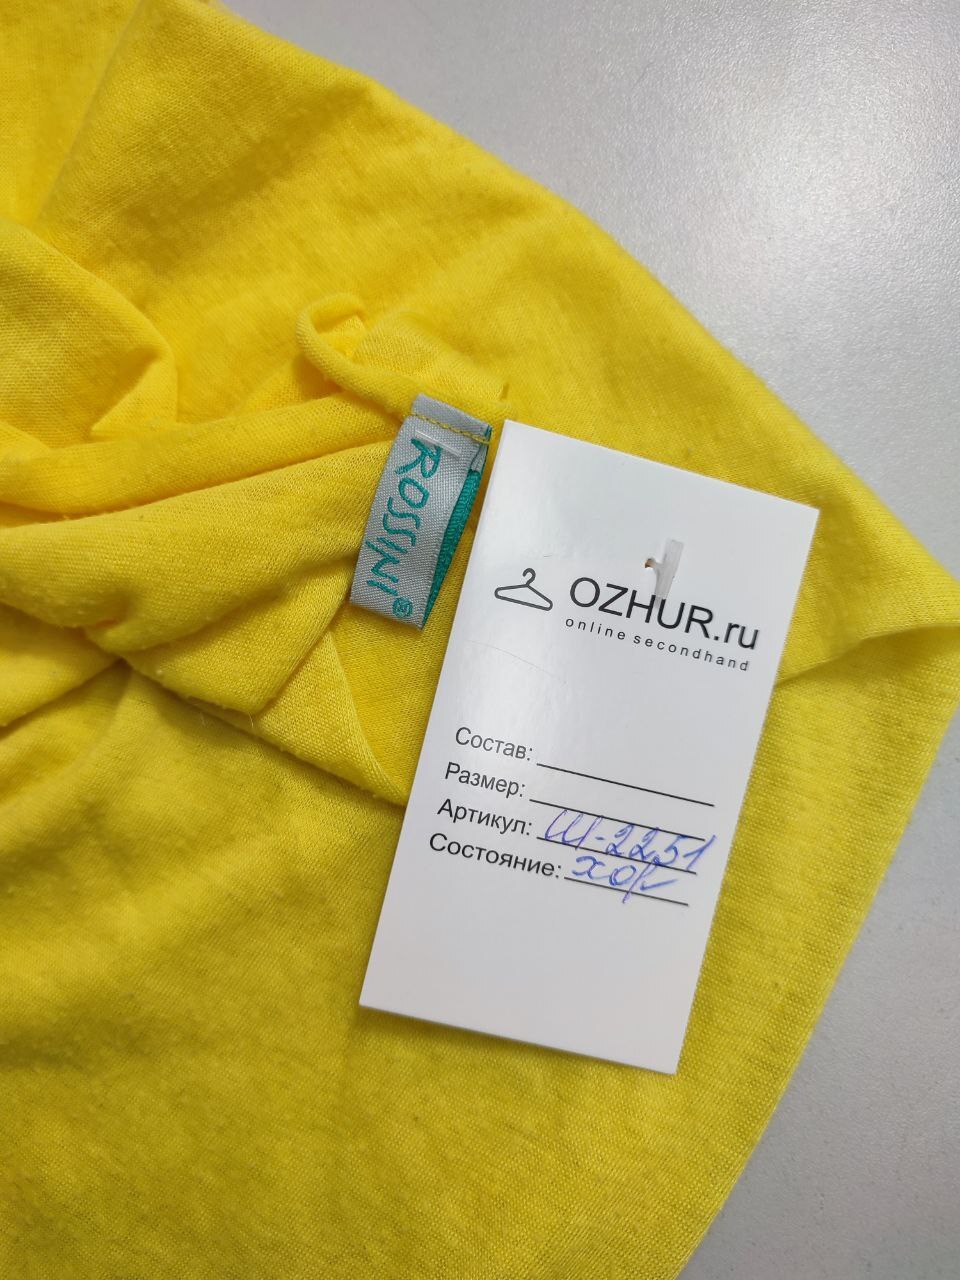 ROSSINI®
OZHUR.ru
online secondhand
Состав:
Размер:
Артикул: Ш-2251
Состояние: хор